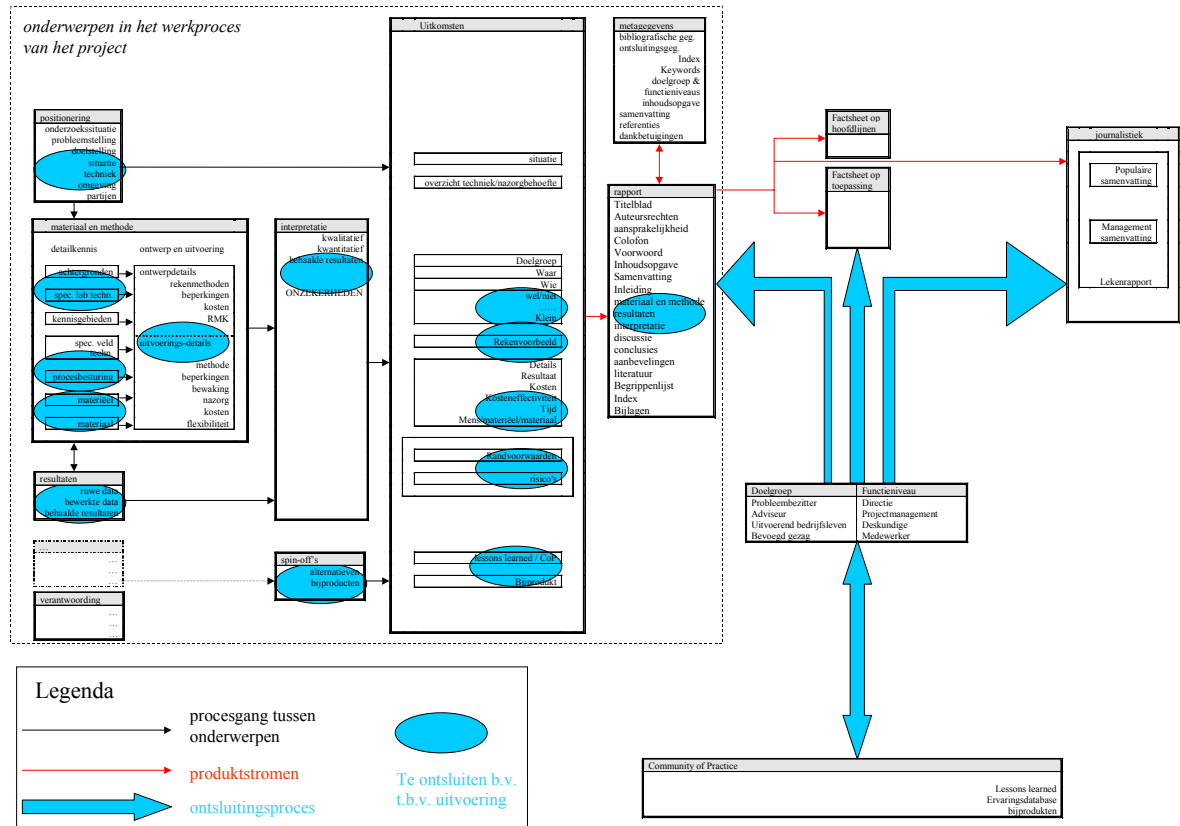 onderwerpen in het werkproces
van het project
positionering
onderzoekssituatie
probleemstelling
doelstelling
situatie
techniek
omgeving
partijen
materiaal en methode
detailkennis
ontwerp en uitvoering
achtergronden
spec. lab techn.
kennisgebieden
spec. veld
techn.
procesbesturing
materiëel
materiaal
ontwerpdetails
rekenmethoden
beperkingen
kosten
RMK
uitvoerings-details
methode
beperkingen
bewaking
nazorg
kosten
flexibiliteit
resultaten
ruwe data
bewerkte data
behaalde resultaten
…
…
…
…
verantwoording
…
…
…
interpretatie
kwalitatief
kwantitatief
behaalde resultaten
ONZEKERHEDEN
spin-off's
alternatieven
bijproducten
Uitkomsten
situatie
overzicht techniek/nazorgbehoefte
Doelgroep
Waar
Wie
wel/niet
……
Klein
Rekenvoorbeeld
Details
Resultaat
Kosten
Kosteneffectiviteit
Tijd
Mens/materiëel/materiaal
Randvoorwaarden
risico's
lessons learned / CoP
Bijprodukt
metagegevens
bibliografische geg.
ontsluitingsgeg.
Index
Keywords
doelgroep &
functieniveaus
inhoudsopgave
samenvatting
referenties
dankbetuigingen
rapport
Titelblad
Auteursrechten
aansprakelijkheid
Colofon
Voorwoord
Inhoudsopgave
Samenvatting
Inleiding
materiaal en methode
resultaten
interpretatie
discussie
conclusies
aanbevelingen
literatuur
Begrippenlijst
Index
Bijlagen
Factsheet op
hoofdlijnen
Factsheet op
toepassing
journalistiek
Populaire
samenvatting
Management
samenvatting
Lekenrapport
Doelgroep
Probleembezitter
Adviseur
Uitvoerend bedrijfsleven
Bevoegd gezag
Functieniveau
Directie
Projectmanagement
Deskundige
Medewerker
Community of Practice
Lessons learned
Ervaringsdatabase
bijprodukten
Legenda
procesgang tussen
onderwerpen
produktstromen
ontsluitingsproces
Te ontsluiten b.v.
t.b.v. uitvoering